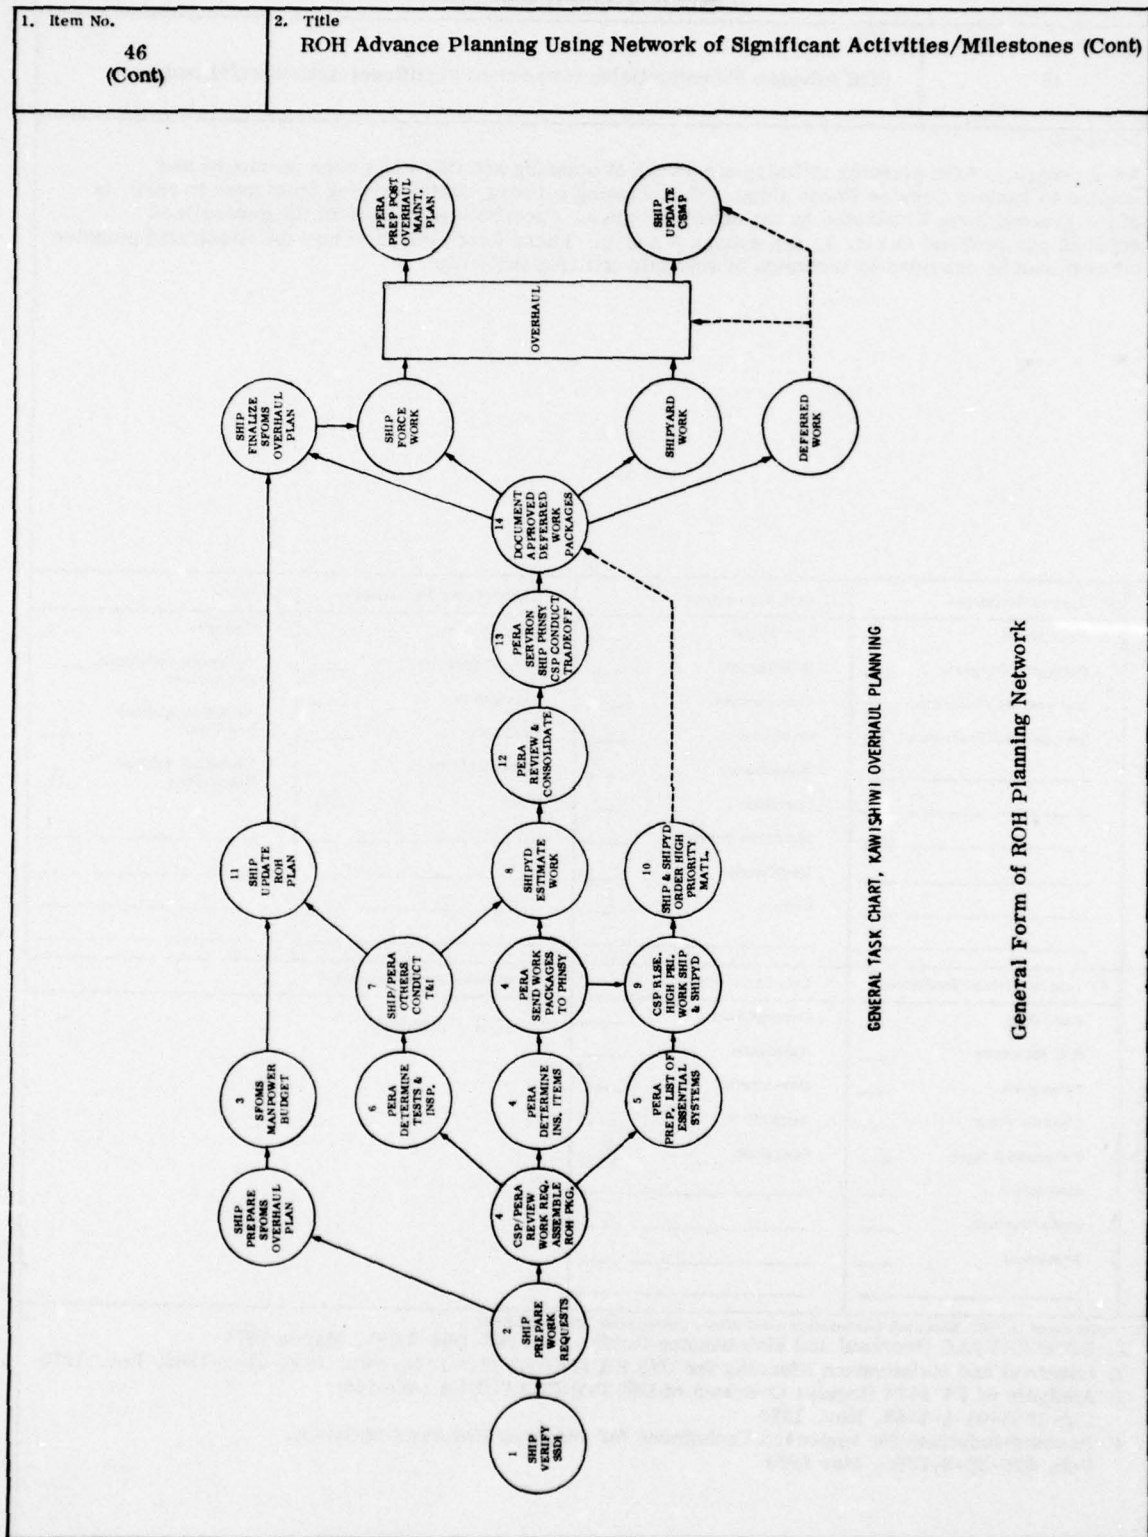 1. Item No.
46
(Cont)
2. Title
ROH Advance Planning Using Network of Significant Activities/Milestones (Cont)
1
SHIP
VERIFY
SSDI
2
SHIP
PREPARE
WORK
REQUESTS
SHIP
PREPARE
SFOMS
OVERHAUL
PLAN
4
CSP/PERA
REVIEW
WORK REQ.
ASSEMBLE
ROH PKG.
3
SFOMS
MANPOWER
BUDGET
6
PERA
DETERMINE
TESTS &
INSP.
4
PERA
DETERMINE
INS. ITEMS
5
PERA
PREP. LIST OF
ESSENTIAL
SYSTEMS
7
SHIP/PERA
OTHERS
CONDUCT
T&I
4
PERA
SEND WORK
PACKAGES
TO PHNSY
9
CSP RLSE.
HIGH PRI.
WORK SHIP
& SHIPYD
11
SHIP
UPDATE
ROH
PLAN
8
SHIPYD
ESTIMATE
WORK
10
SHIP & SHIPYD
ORDER HIGH
PRIORITY
MATL.
12
PERA
REVIEW &
CONSOLIDATE
13
PERA
SERVRON
SHIP PHNSY
CSP CONDUCT
TRADEOFF
14
DOCUMENT
APPROVED
DEFERRED
WORK
PACKAGES
SHIP
FINALIZE
SFOMS
OVERHAUL
PLAN
SHIP
FORCE
WORK
SHIPYARD
WORK
DEFERRED
WORK
OVERHAUL
PERA
PREP POST
OVERHAUL
MAINT.
PLAN
SHIP
UPDATE
CSMP
GENERAL TASK CHART, KAWISHIWI OVERHAUL PLANNING
General Form of ROH Planning Network